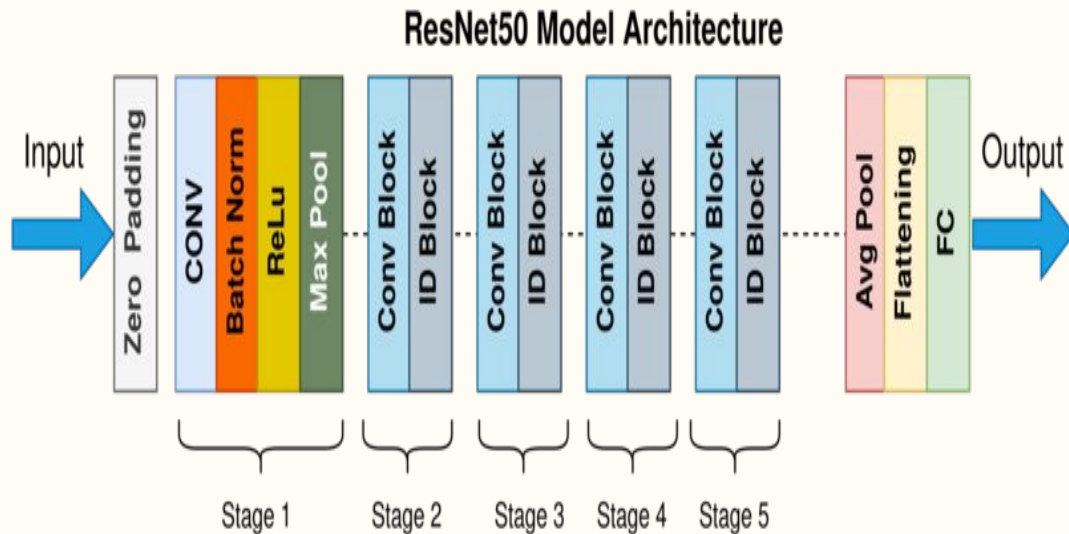 ResNet50 Model Architecture
Input
Zero Padding
CONV
Batch Norm
ReLu
Max Pool
Conv Block
ID Block
Conv Block
ID Block
Conv Block
ID Block
Conv Block
ID Block
Avg Pool
Flattening
FC
Output
Stage 1
Stage 2
Stage 3
Stage 4
Stage 5